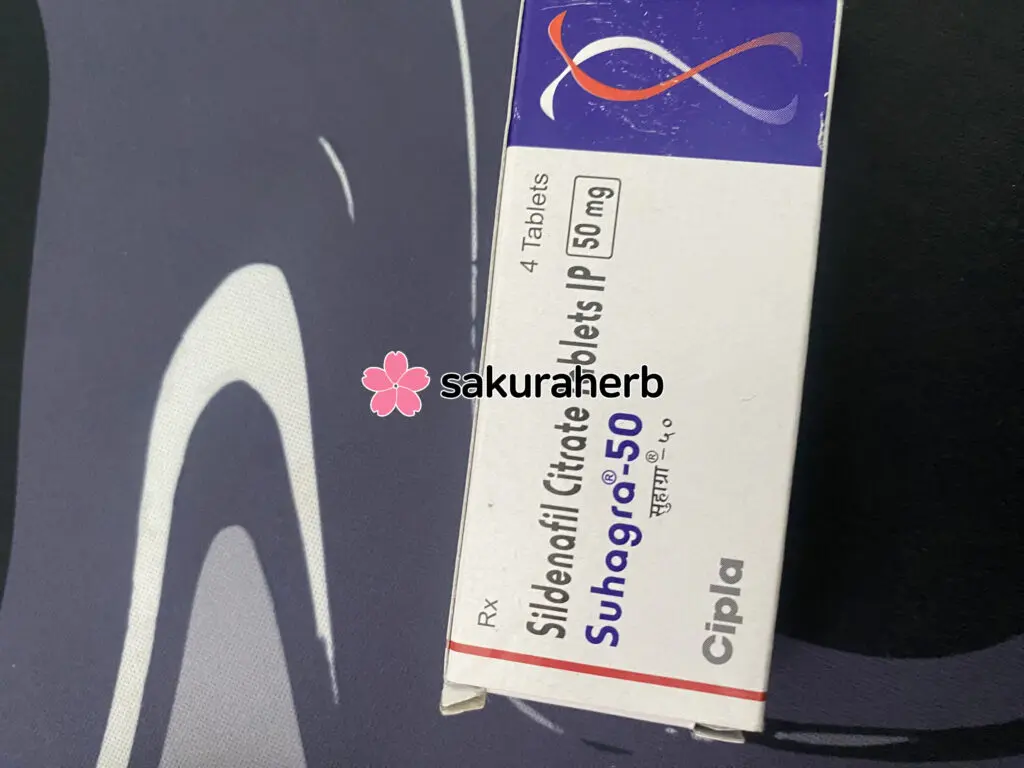 4 Tablets
Rx
Sildenafil Citrate Tablets IP 50 mg
Suhagra®-50
सुहाग्रा®-५०
Cipla
sakuraherb